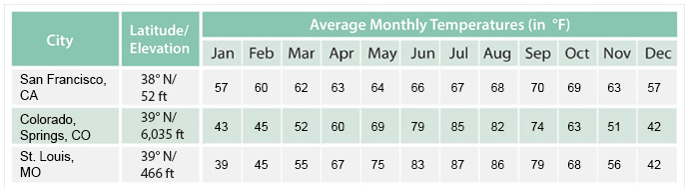 City Latitude/ Elevation Average Monthly Temperatures (in °F)
Jan Feb Mar Apr May Jun Jul Aug Sep Oct Nov Dec
San Francisco, CA 38° N/ 52 ft 57 60 62 63 64 66 67 68 70 69 63 57
Colorado, Springs, CO 39° N/ 6,035 ft 43 45 52 60 69 79 85 82 74 63 51 42
St. Louis, MO 39° N/ 466 ft 39 45 55 67 75 83 87 86 79 68 56 42